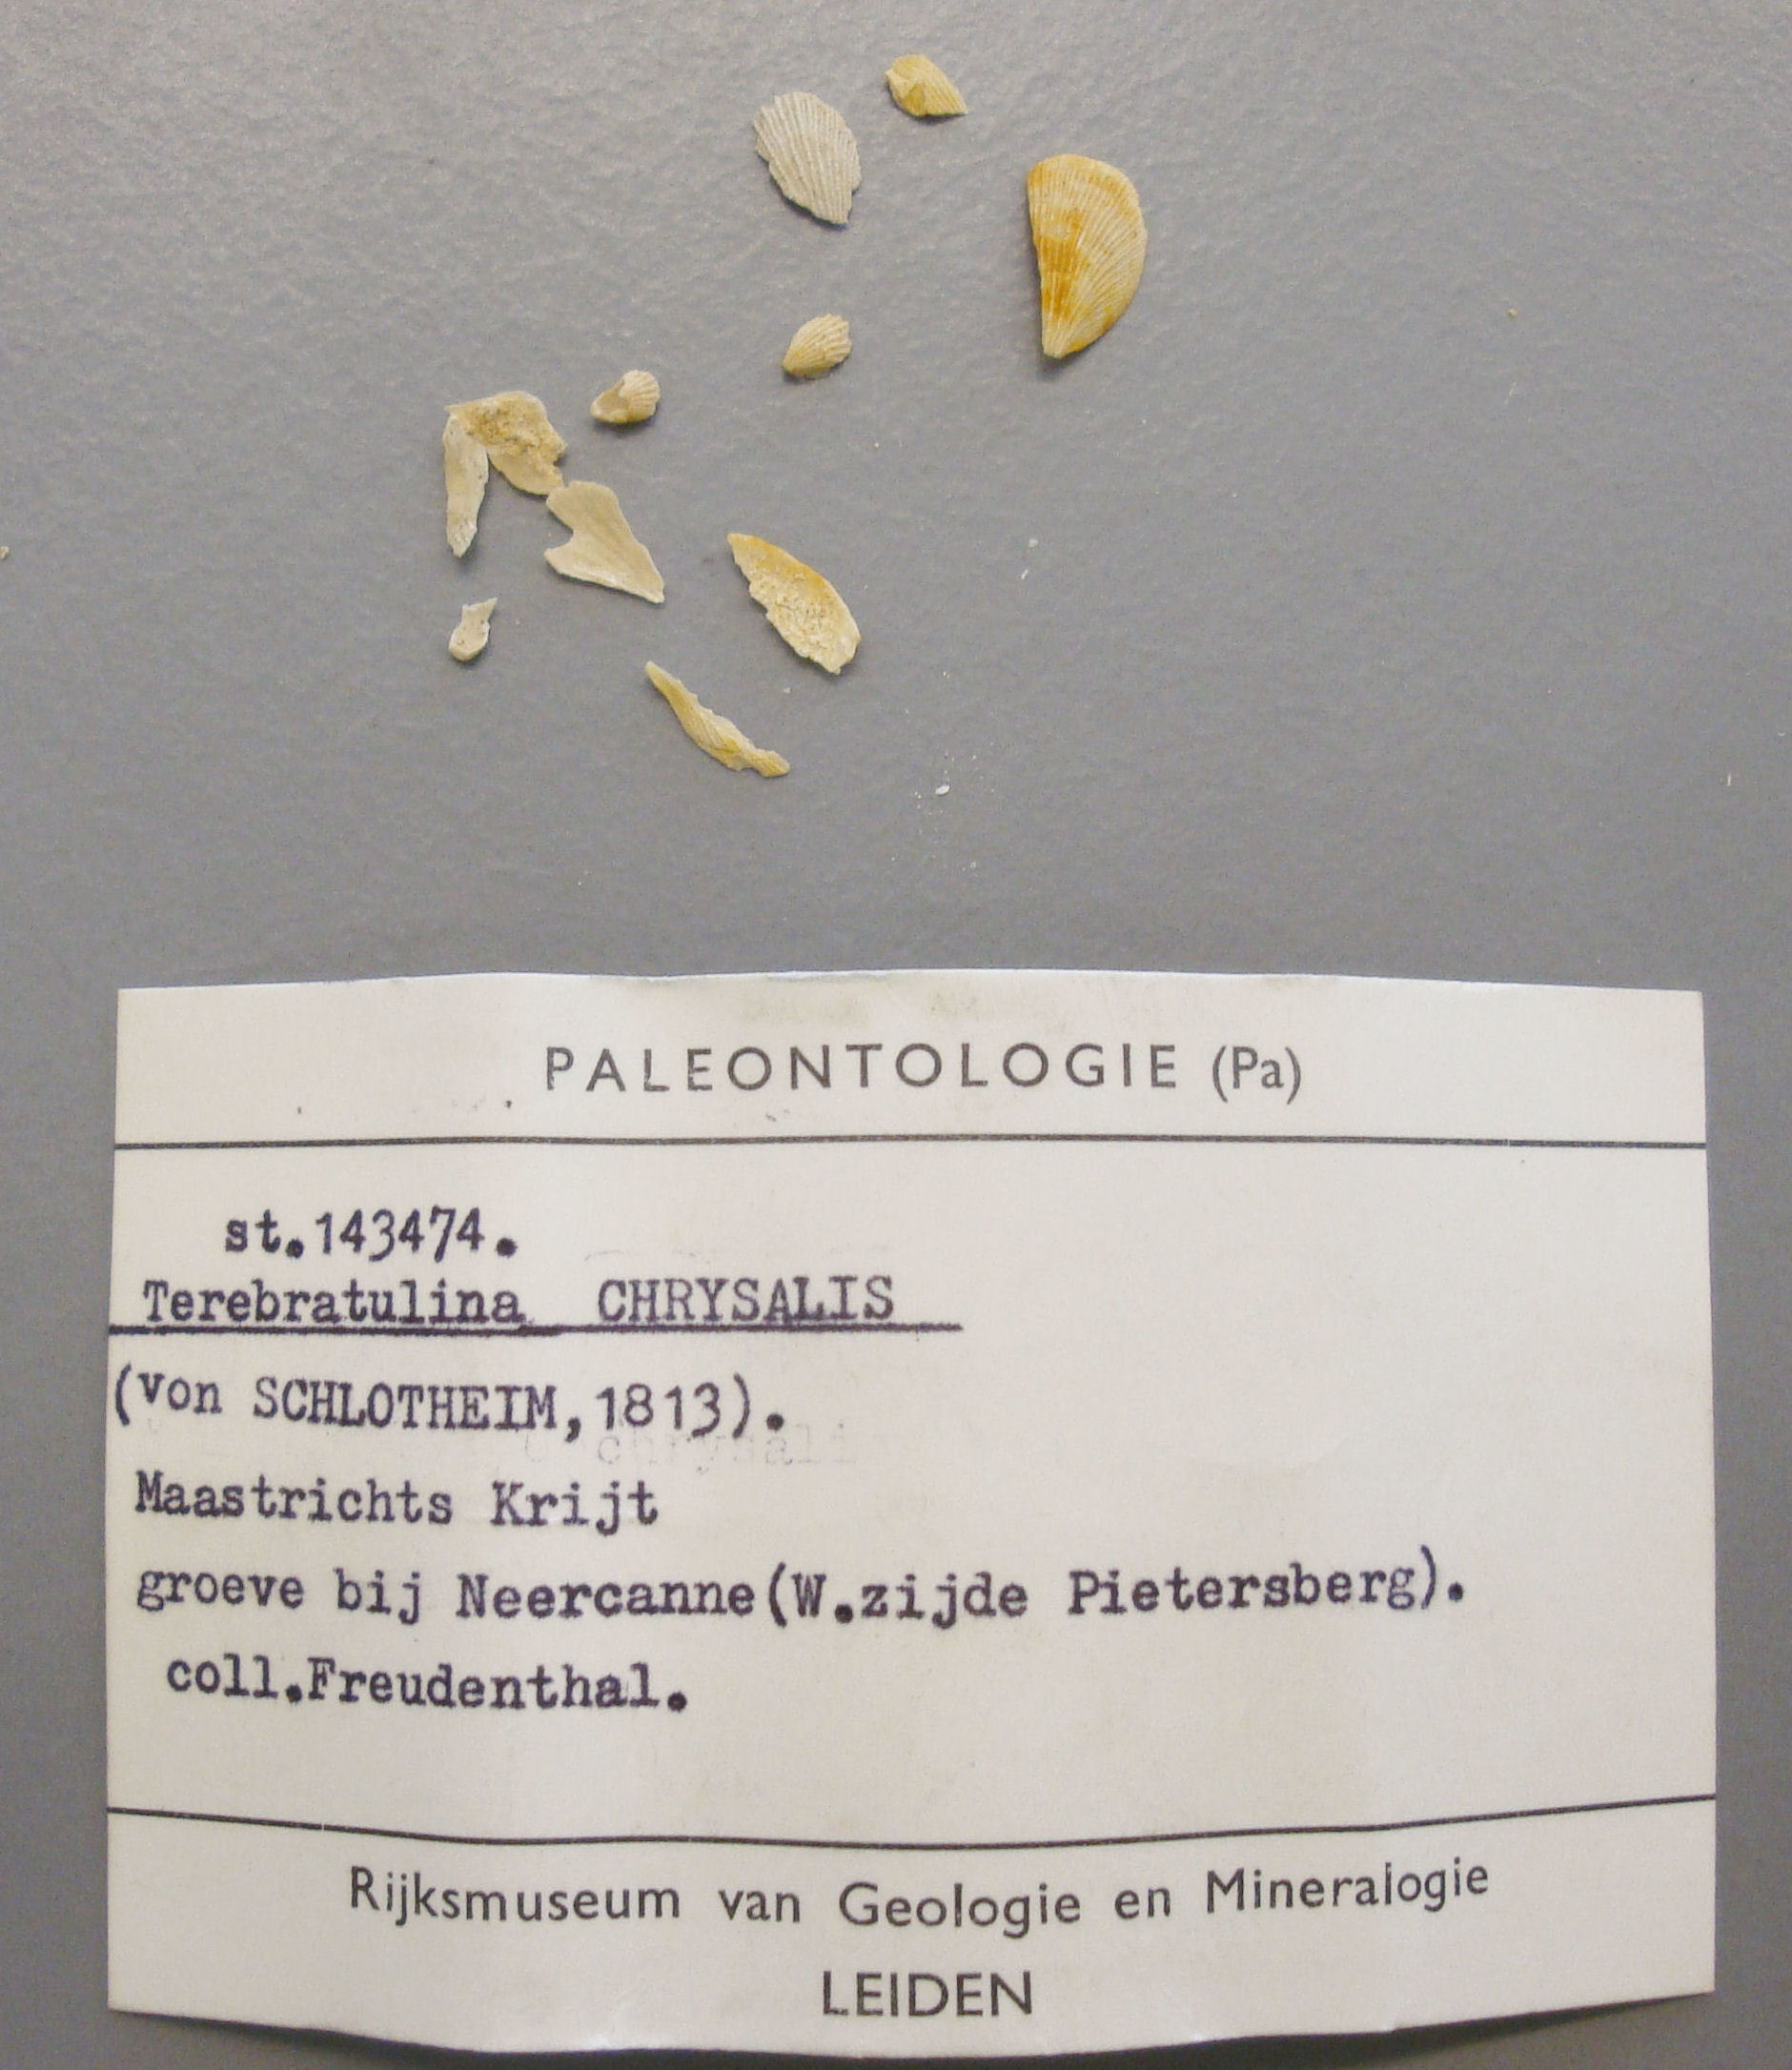 PALEONTOLOGIE (Pa)
st.143474.
Terebratulina CHRYSALIS
(von SCHLOTHEIM,1813).
Maastrichts Krijt
groeve bij Neercanne(W.zijde Pietersberg).
coll.Freudenthal.
Rijksmuseum van Geologie en Mineralogie
LEIDEN